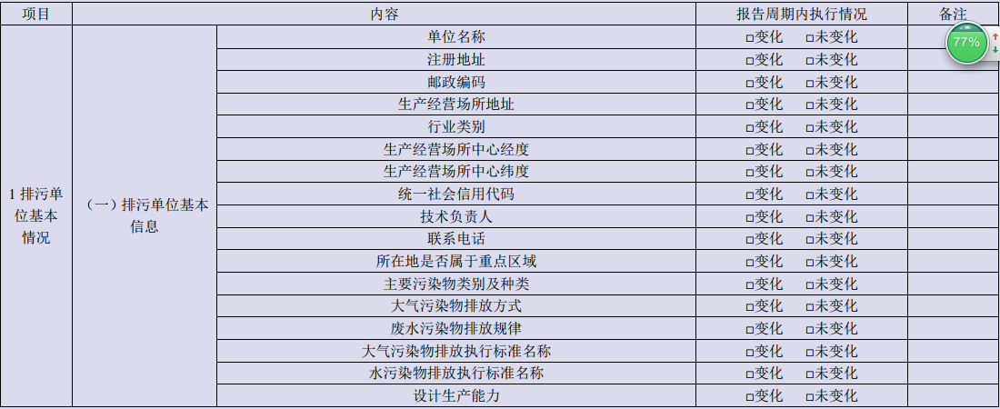 项目 内容 报告周期内执行情况 备注
单位名称 □变化 □未变化
77%
注册地址 □变化 □未变化
邮政编码 □变化 □未变化
生产经营场所地址 □变化 □未变化
行业类别 □变化 □未变化
生产经营场所中心经度 □变化 □未变化
生产经营场所中心纬度 □变化 □未变化
统一社会信用代码 □变化 □未变化
1 排污单
位基本
情况
（一）排污单位基本
信息
技术负责人 □变化 □未变化
联系电话 □变化 □未变化
所在地是否属于重点区域 □变化 □未变化
主要污染物类别及种类 □变化 □未变化
大气污染物排放方式 □变化 □未变化
废水污染物排放规律 □变化 □未变化
大气污染物排放执行标准名称 □变化 □未变化
水污染物排放执行标准名称 □变化 □未变化
设计生产能力 □变化 □未变化